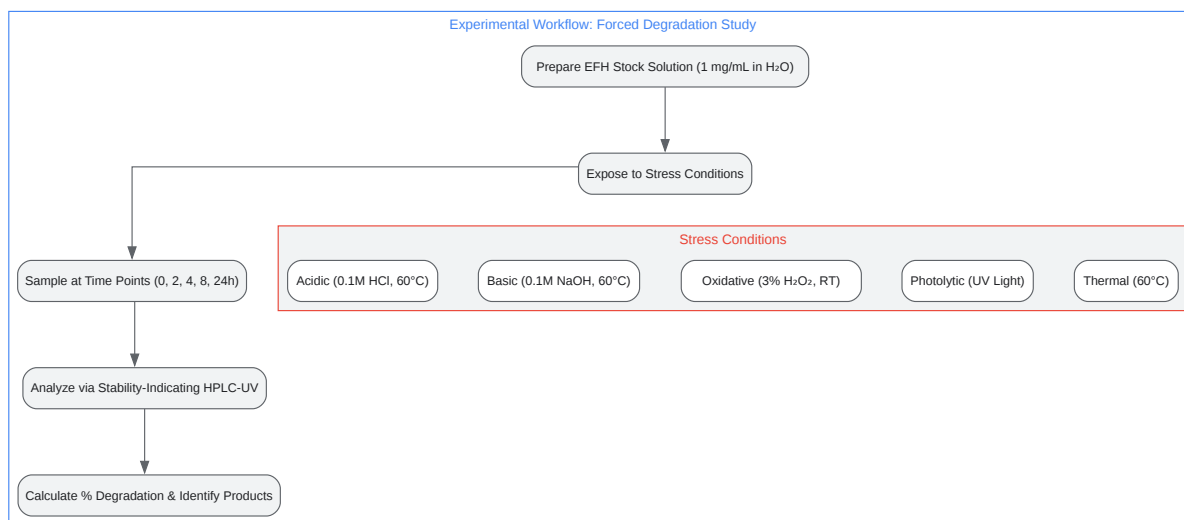 Experimental Workflow: Forced Degradation Study
Prepare EFH Stock Solution (1 mg/mL in H₂O)
Expose to Stress Conditions
Stress Conditions
Sample at Time Points (0, 2, 4, 8, 24h)
Acidic (0.1M HCl, 60°C)
Basic (0.1M NaOH, 60°C)
Oxidative (3% H₂O₂, RT)
Photolytic (UV Light)
Thermal (60°C)
Analyze via Stability-Indicating HPLC-UV
Calculate % Degradation & Identify Products